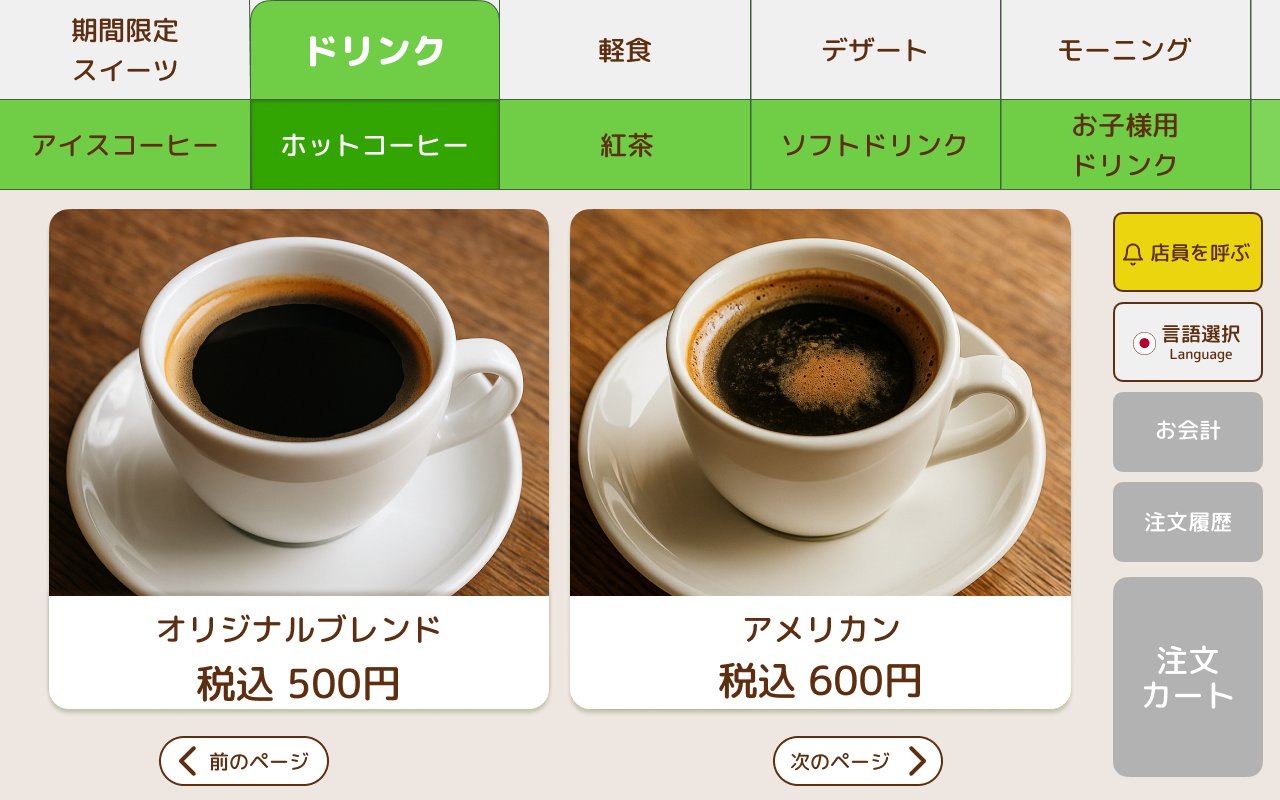 期間限定
スイーツ
ドリンク
軽食
デザート
モーニング
アイスコーヒー
ホットコーヒー
紅茶
ソフトドリンク
お子様用
ドリンク
店員を呼ぶ
言語選択
Language
お会計
注文履歴
注文
カート
オリジナルブレンド
税込 500円
アメリカン
税込 600円
前のページ
次のページ